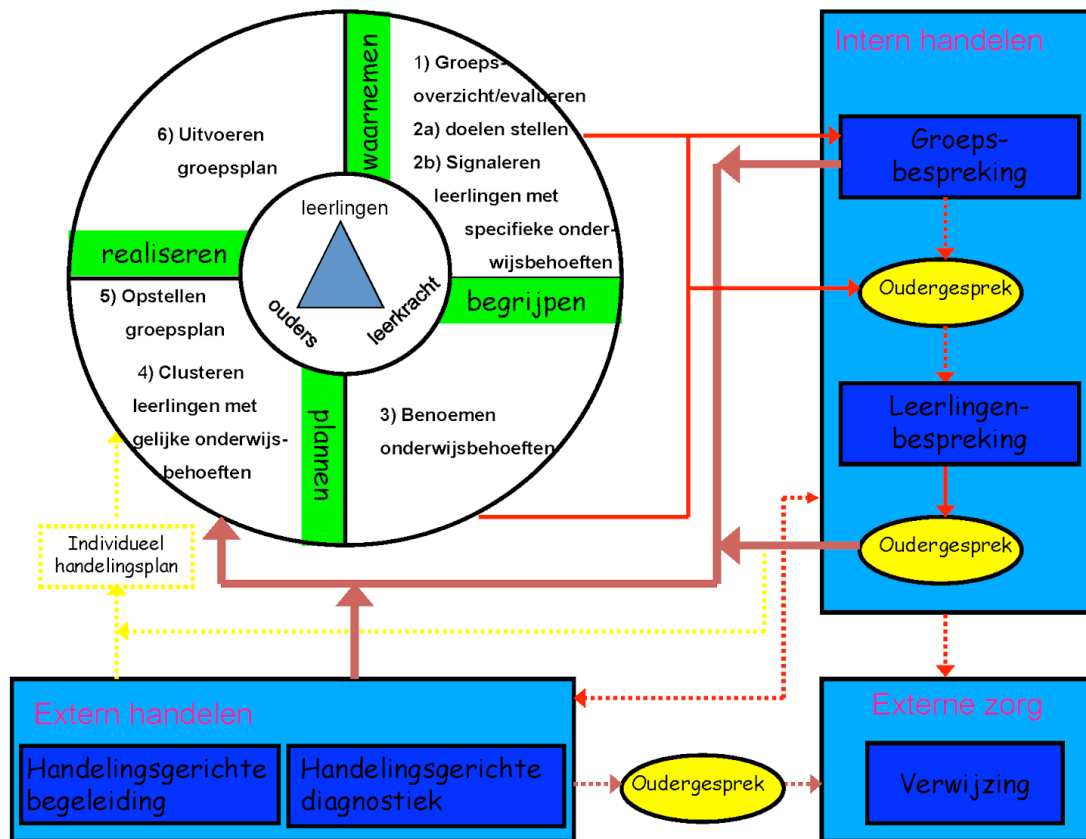 waarnemen
1) Groeps-
overzicht/evalueren
2a) doelen stellen
2b) Signaleren
leerlingen met
specifieke onder-
wijsbehoeften
begrijpen
3) Benoemen
onderwijsbehoeften
plannen
4) Clusteren
leerlingen met
gelijke onderwijs-
behoeften
5) Opstellen
groepsplan
realiseren
6) Uitvoeren
groepsplan
leerlingen
ouders
leerkracht
Intern handelen
Groeps-
bespreking
Oudergesprek
Leerlingen-
bespreking
Oudergesprek
Individueel
handelingsplan
Extern handelen
Handelingsgerichte
begeleiding
Handelingsgerichte
diagnostiek
Oudergesprek
Externe zorg
Verwijzing